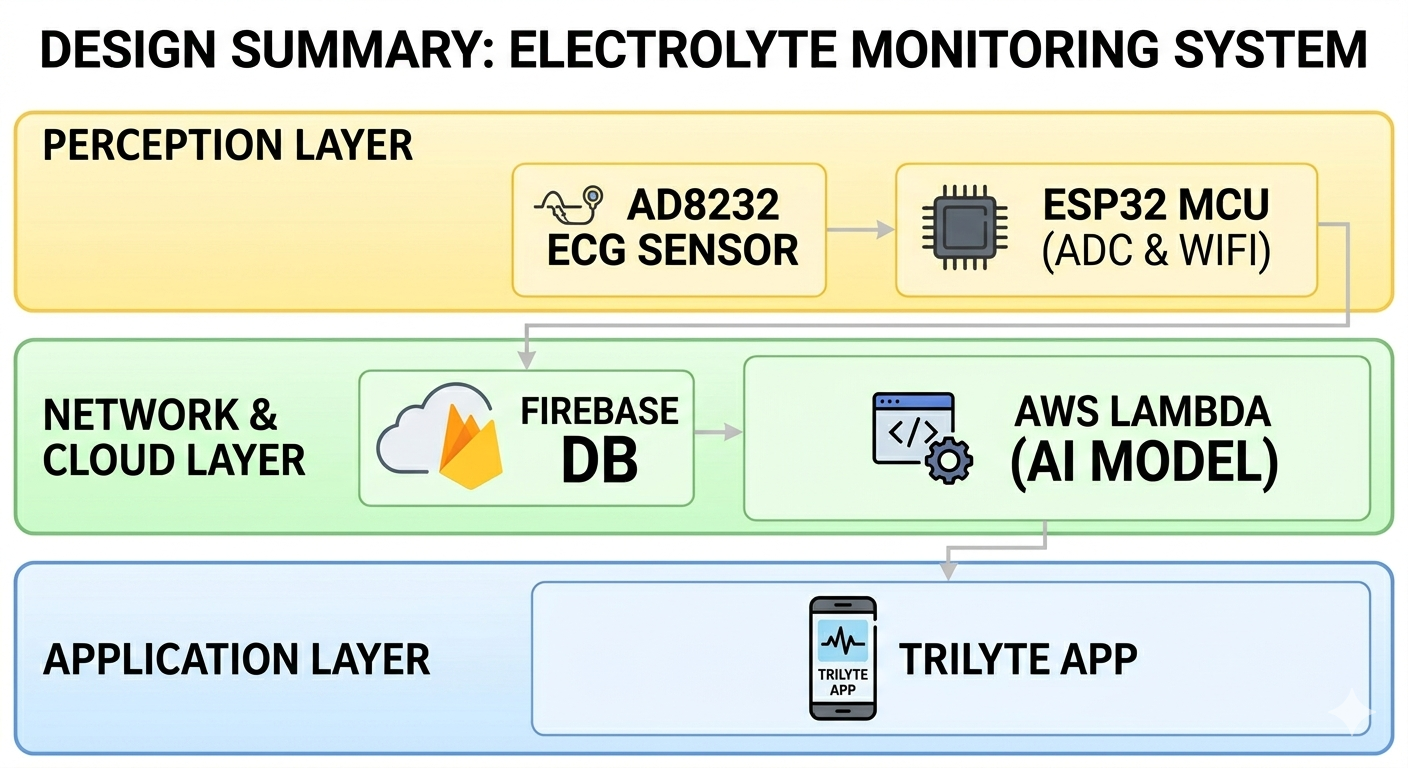 DESIGN SUMMARY: ELECTROLYTE MONITORING SYSTEM
PERCEPTION LAYER
AD8232
ECG SENSOR
ESP32 MCU
(ADC & WIFI)
NETWORK &
CLOUD LAYER
FIREBASE
DB
</>
AWS LAMBDA
(AI MODEL)
APPLICATION LAYER
TRILYTE
APP
TRILYTE APP